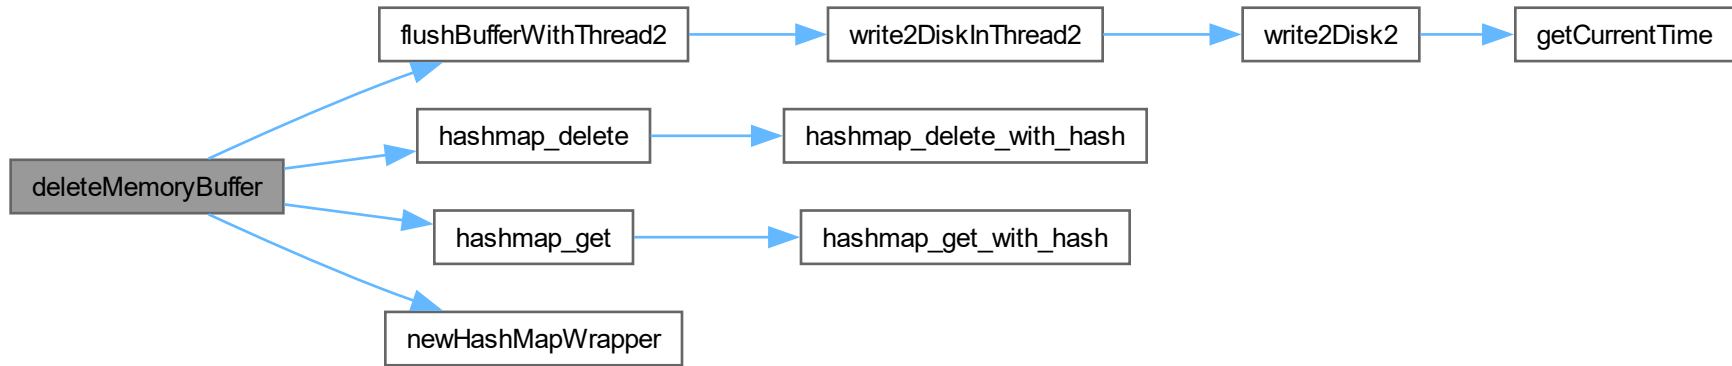 flushBufferWithThread2
write2DiskInThread2
write2Disk2
getCurrentTime
hashmap_delete
hashmap_delete_with_hash
deleteMemoryBuffer
hashmap_get
hashmap_get_with_hash
newHashMapWrapper